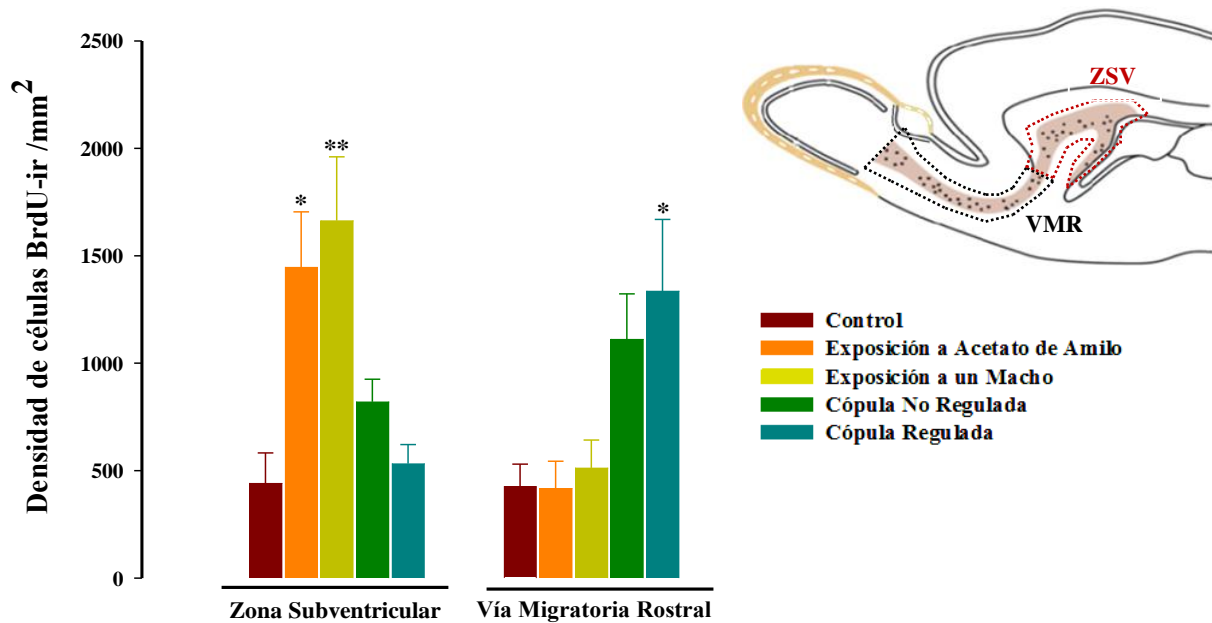 Densidad de células BrdU-ir /mm2
2500
2000
1500
1000
500
0
*
**
*
Zona Subventricular
Vía Migratoria Rostral
ZSV
VMR
Control
Exposición a Acetato de Amilo
Exposición a un Macho
Cópula No Regulada
Cópula Regulada